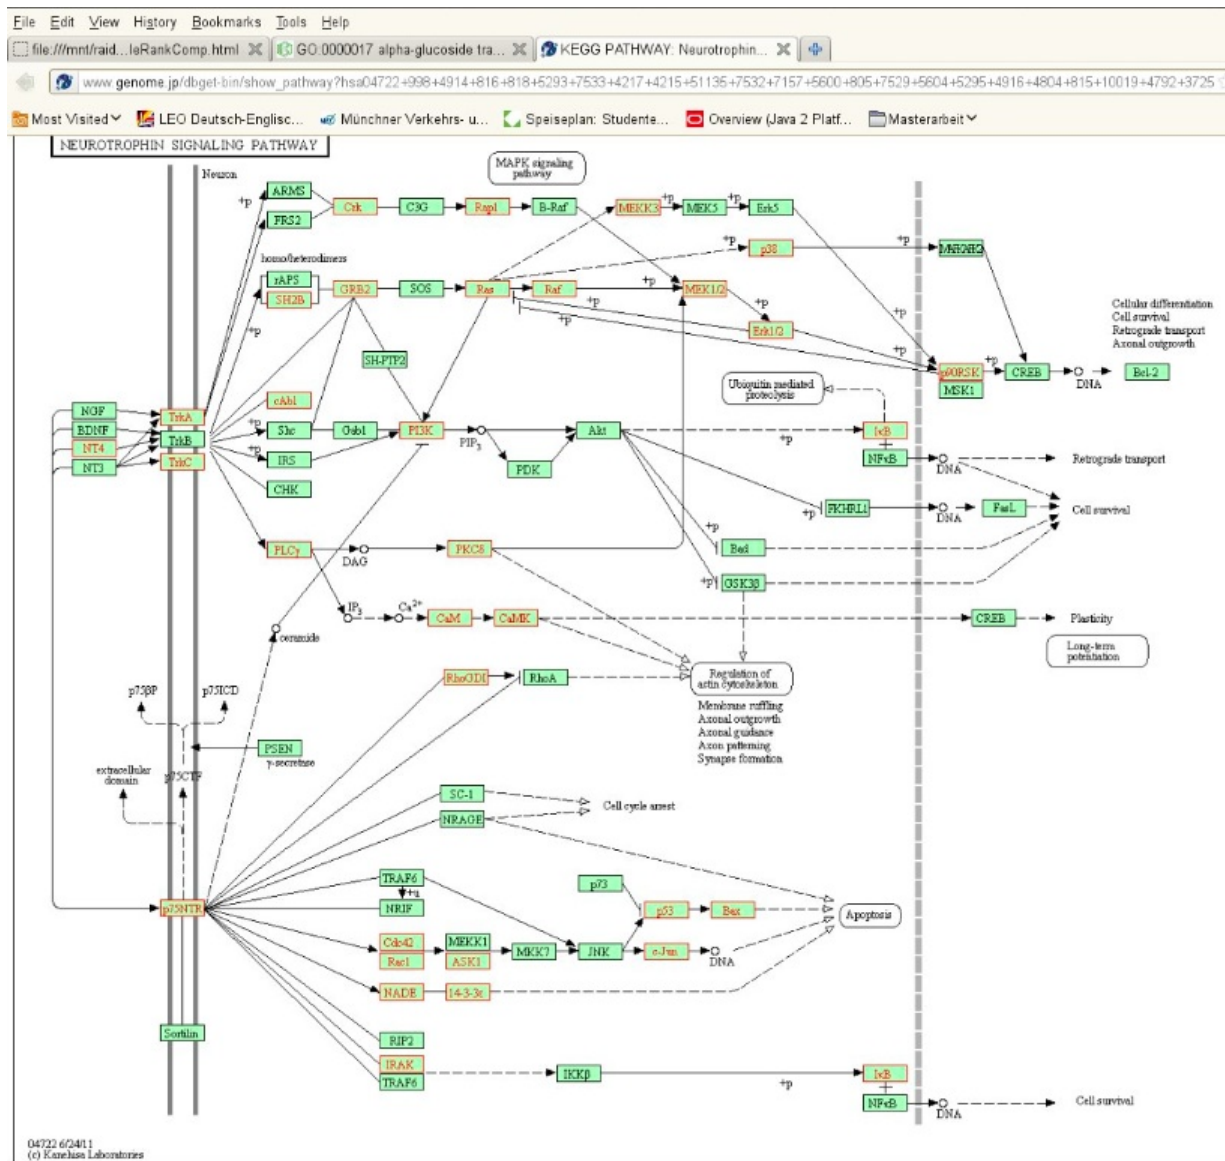 File Edit View History Bookmarks Tools Help
file:///mnt/raid...leRankComp.html
GO:0000017 alpha-glucoside tra...
KEGG PATHWAY: Neurotrophin...
www.genome.jp/dbget-bin/show_pathway?hsa04722+998+4914+816+818+5293+7533+4217+4215+51135+7532+7157+5600+805+7529+5604+5295+4916+4804+815+10019+4792+3725
Most Visited LEO Deutsch-Englisc... Münchner Verkehrs- u... Speiseplan: Studente... Overview (Java 2 Platf... Masterarbeit
NEUROTROPHIN SIGNALING PATHWAY
Neuron
MAPK signaling
pathway
ARMS
+p
Crk
C3G
Rap1
B-Raf
MEKK3
+p
MEK5
+p
Erk5
FRS2
+p
+p
p38
+p
homo/heterodimers
rAPS
SH2B
GRB2
SOS
Ras
Raf
+p
MEK1/2
+p
+p
Erk1/2
+p
+p
+p
SH-PTP2
Cellular differentiation
Cell survival
Retrograde transport
Axonal outgrowth
p90RSK
MSK1
+p
CREB
DNA
Bcl-2
Ubiquitin mediated
proteolysis
NGF
BDNF
NT4
NT3
TrkA
TrkB
TrkC
cAbl
+p
Shc
Gab1
PI3K
PIP3
Akt
+p
IκB
NFκB
DNA
Retrograde transport
+p
IRS
PDK
CHK
+p
FKHRL1
DNA
FasL
Cell survival
+p
PLCγ
DAG
PKCδ
+p
Bad
+p
GSK3β
IP3
Ca2+
CaM
CaMK
CREB
Plasticity
Long-term
potentiation
ceramide
RhoGDI
RhoA
Regulation of
actin cytoskeleton
Membrane ruffling
Axonal outgrowth
Axonal guidance
Axon patterning
Synapse formation
p75βP
p75ICD
PSEN
γ-secretase
extracellular
domain
p75CTF
SC-1
Cell cycle arrest
NRAGE
TRAF6
+u
NRIF
p73
p75NTR
p53
Bax
Apoptosis
Cdc42
Rac1
MEKK1
ASK1
MKK7
JNK
c-Jun
DNA
NADE
14-3-3ε
Sortilin
RIP2
IRAK
TRAF6
IKKβ
+p
IκB
NFκB
DNA
Cell survival
04722 6/24/11
(c) Kanehisa Laboratories